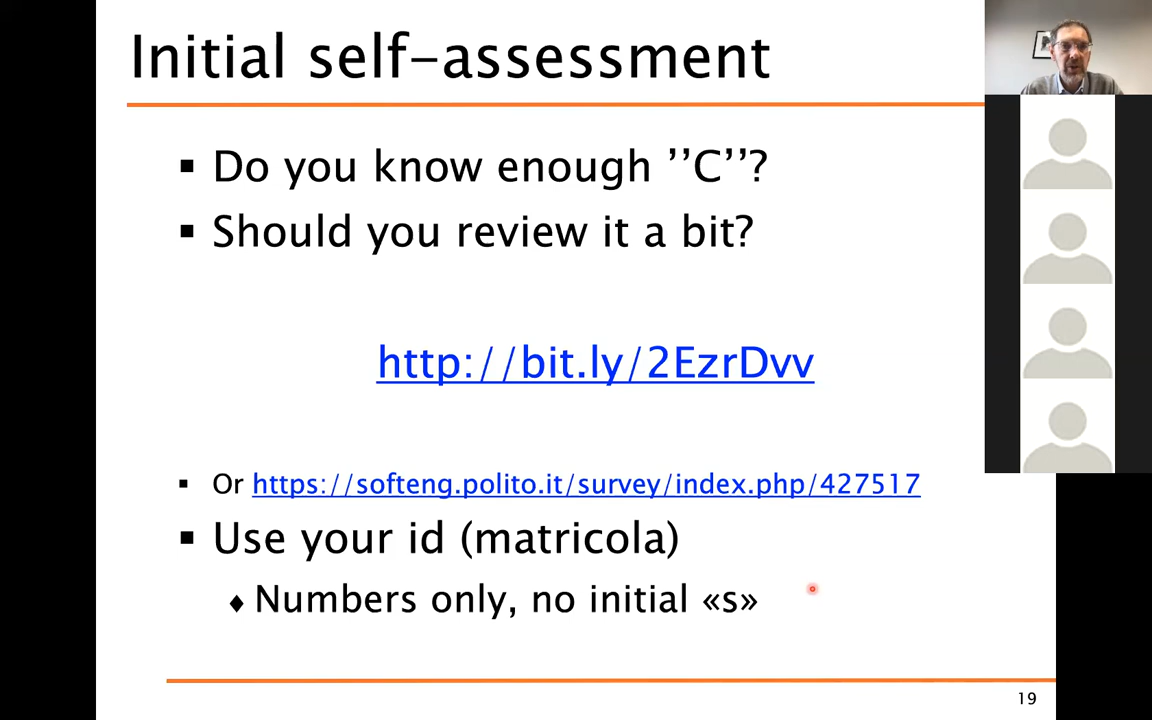 Initial self-assessment
▪ Do you know enough ’’C’’?
▪ Should you review it a bit?
http://bit.ly/2EzrDvv
▪ Or https://softeng.polito.it/survey/index.php/427517
▪ Use your id (matricola)
♦ Numbers only, no initial «s»
19